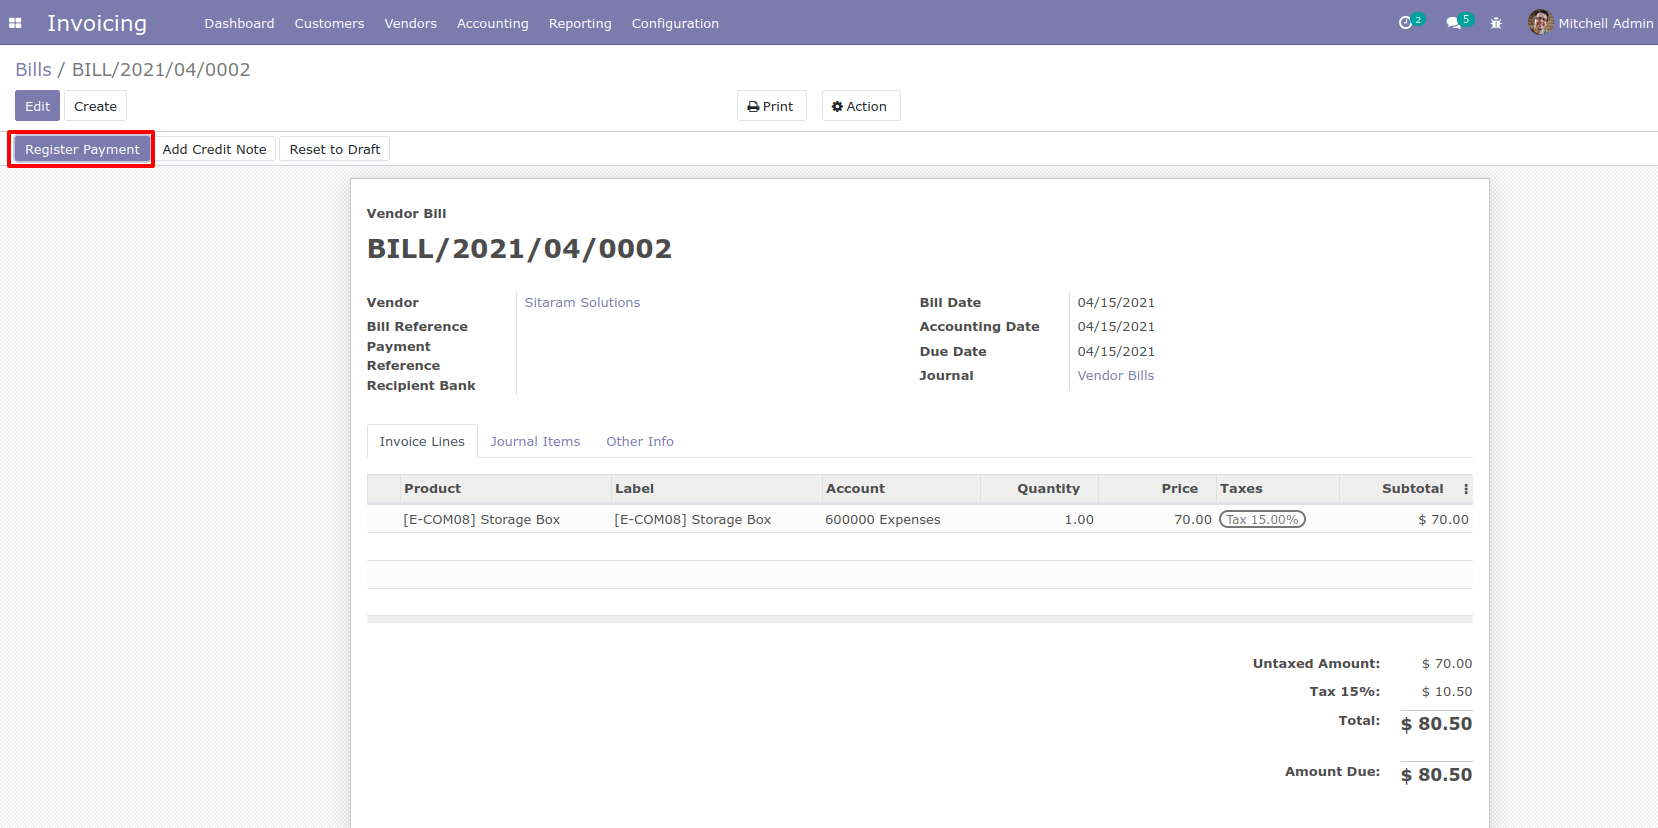 Invoicing Dashboard Customers Vendors Accounting Reporting Configuration 2 5 Mitchell Admin
Bills / BILL/2021/04/0002
Edit Create Print Action
Register Payment Add Credit Note Reset to Draft
Vendor Bill
BILL/2021/04/0002
Vendor Sitaram Solutions Bill Date 04/15/2021
Bill Reference Accounting Date 04/15/2021
Payment
Reference Due Date 04/15/2021
Recipient Bank Journal Vendor Bills
Invoice Lines Journal Items Other Info
Product Label Account Quantity Price Taxes Subtotal
[E-COM08] Storage Box [E-COM08] Storage Box 600000 Expenses 1.00 70.00 Tax 15.00% $ 70.00
Untaxed Amount: $ 70.00
Tax 15%: $ 10.50
Total: $ 80.50
Amount Due: $ 80.50